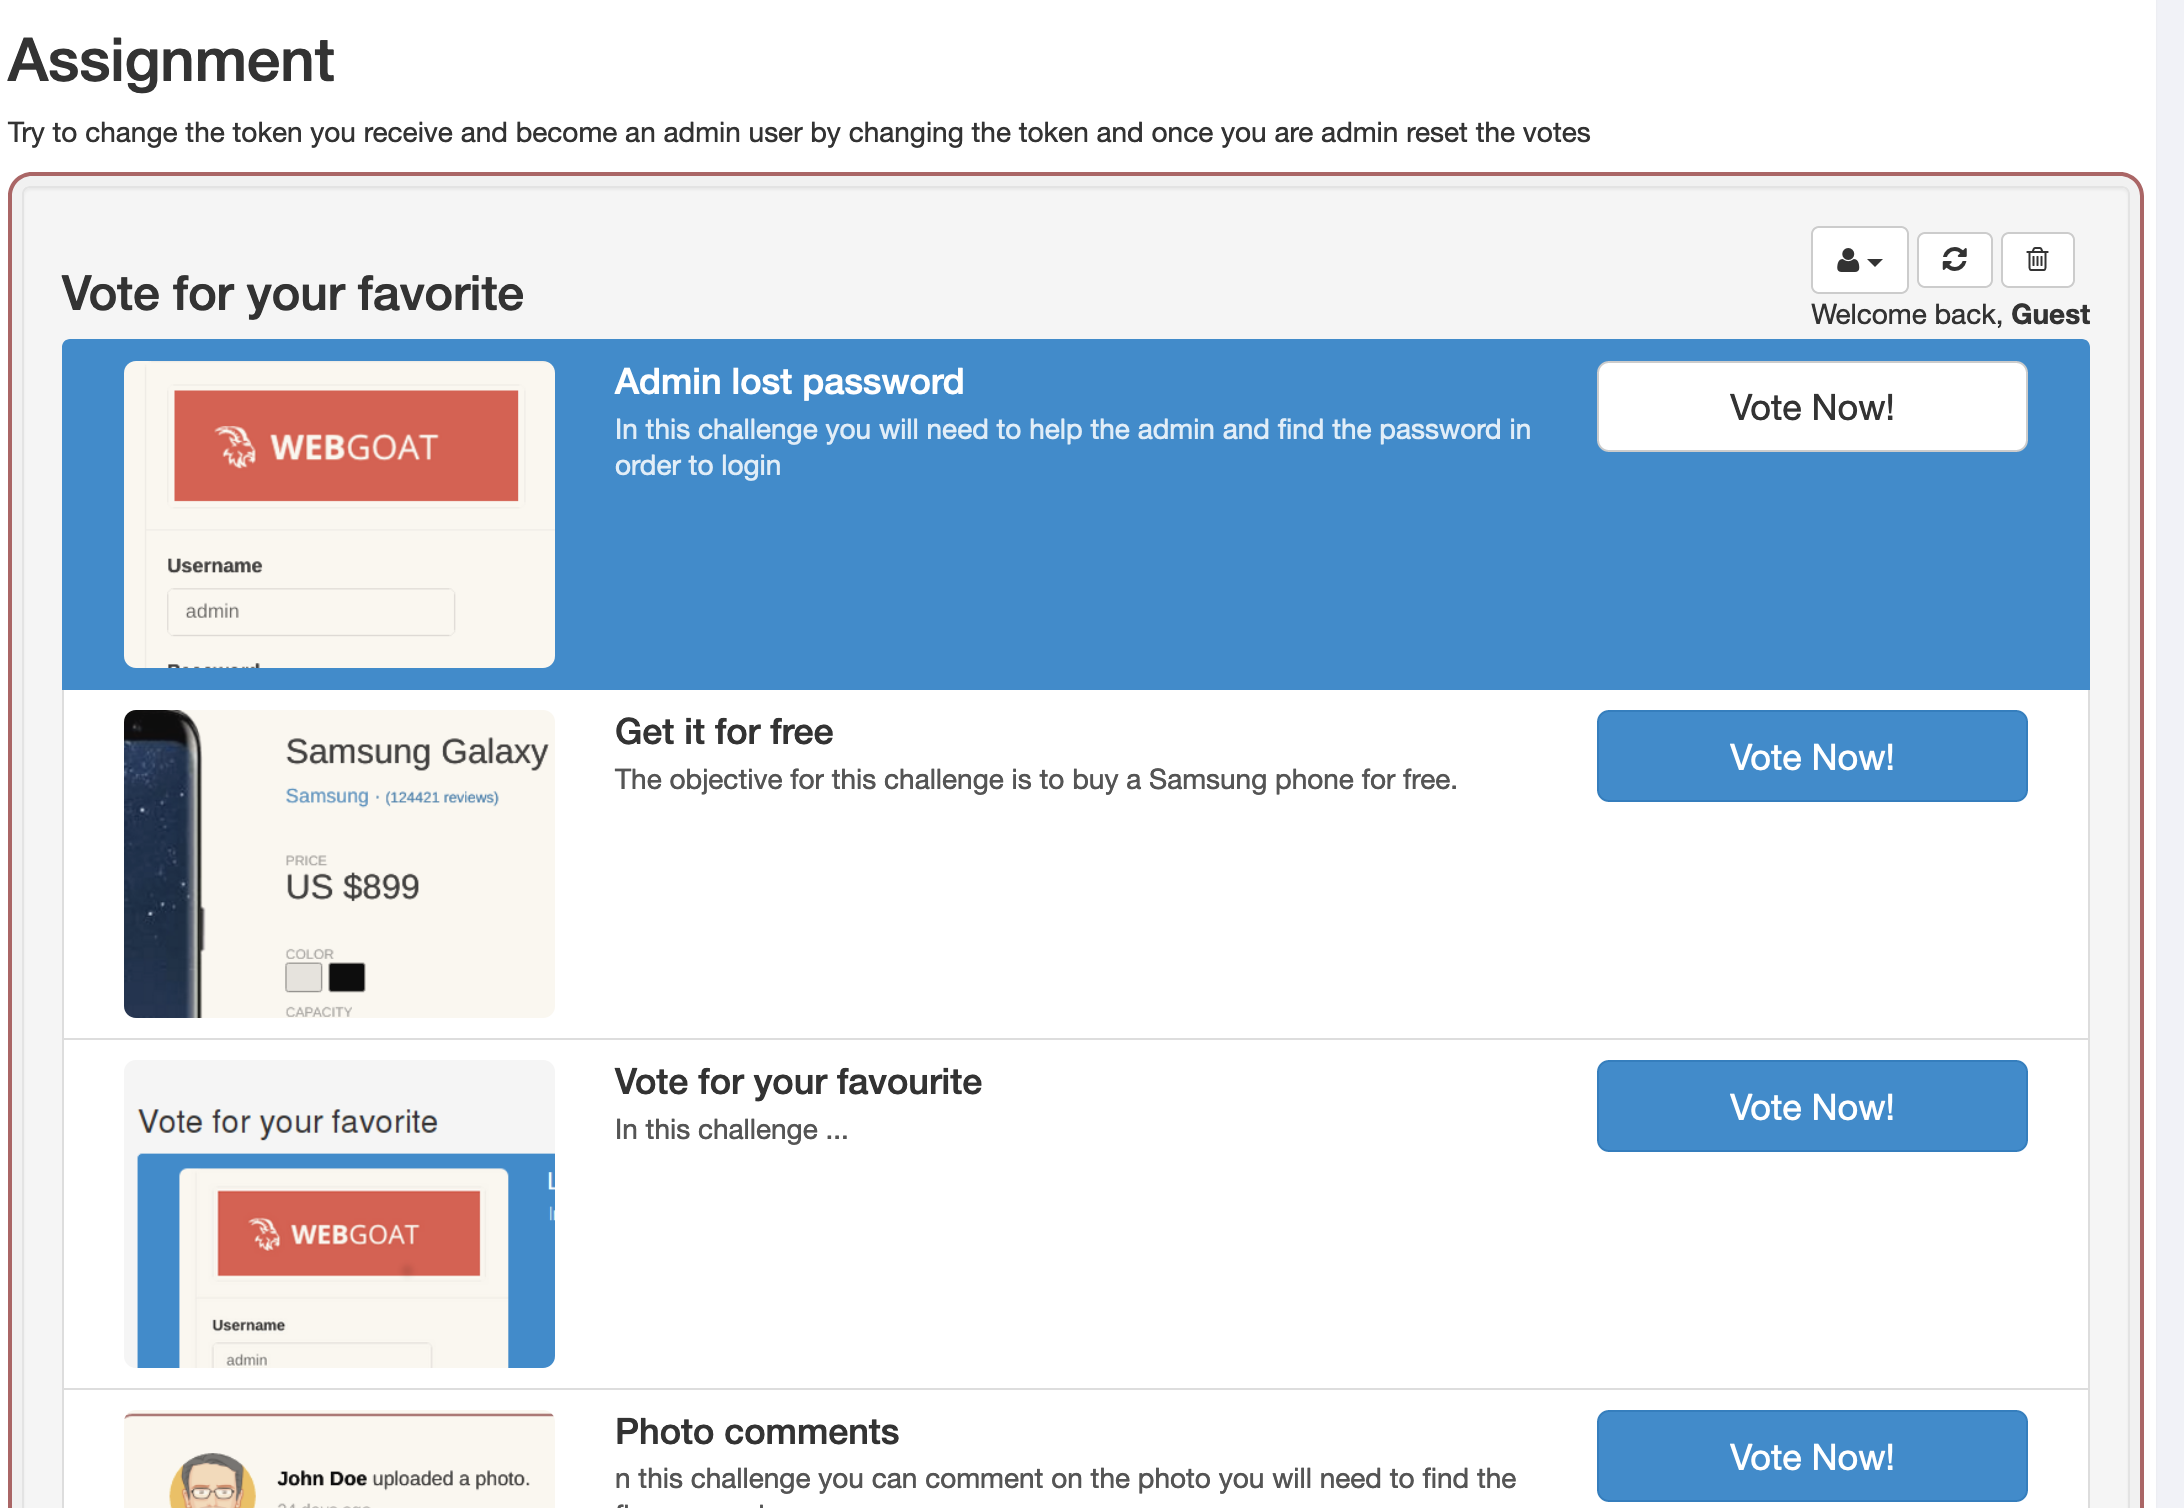 Assignment
Try to change the token you receive and become an admin user by changing the token and once you are admin reset the votes
Vote for your favorite
Welcome back, Guest
WEBGOAT
Username
admin
Admin lost password
In this challenge you will need to help the admin and find the password in
order to login
Vote Now!
Samsung Galaxy
Samsung · (124421 reviews)
PRICE
US $899
COLOR
CAPACITY
Get it for free
The objective for this challenge is to buy a Samsung phone for free.
Vote Now!
Vote for your favorite
WEBGOAT
Username
admin
Vote for your favourite
In this challenge ...
Vote Now!
John Doe uploaded a photo.
Photo comments
n this challenge you can comment on the photo you will need to find the
Vote Now!